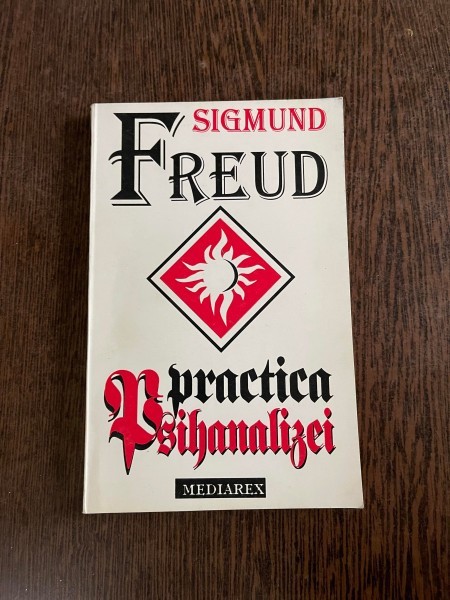 SIGMUND
FREUD
practica
Psihanalizei
MEDIAREX